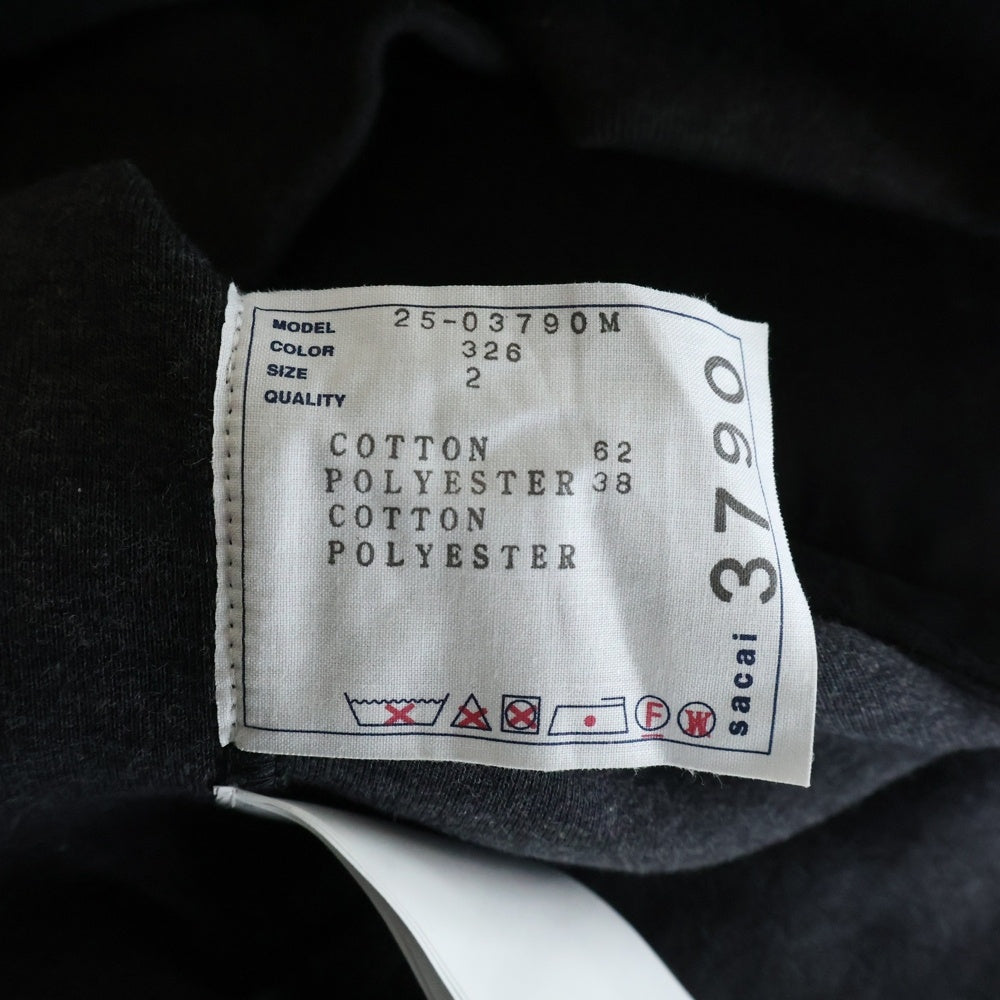 MODEL 25-03790M
COLOR 326
SIZE 2
QUALITY
COTTON 62
POLYESTER 38
COTTON
POLYESTER
F W
sacai 3790